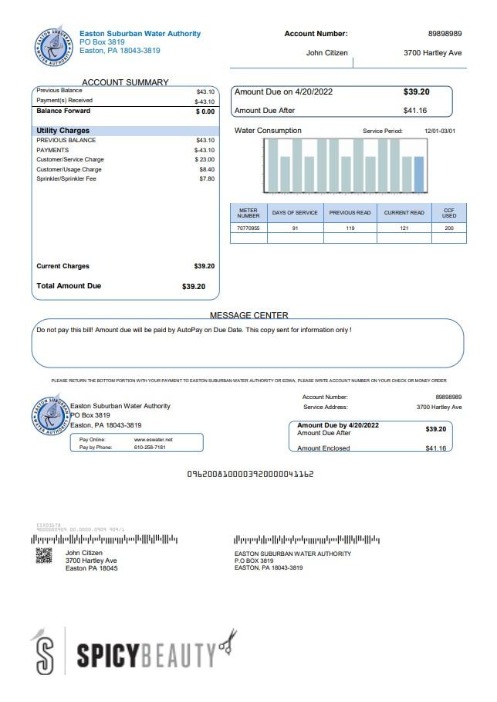 Easton Suburban Water Authority
PO Box 3819
Easton, PA 18043-3819
Account Number: 89898989
John Citizen 3700 Hartley Ave
ACCOUNT SUMMARY
Previous Balance $43.10
Payment(s) Received $-43.10
Balance Forward $ 0.00
Utility Charges
PREVIOUS BALANCE $43.10
PAYMENTS $-43.10
Customer/Service Charge $ 23.00
Customer/Usage Charge $8.40
Sprinkler/Sprinkler Fee $7.80
Current Charges $39.20
Total Amount Due $39.20
Amount Due on 4/20/2022 $39.20
Amount Due After $41.16
Water Consumption Service Period: 12/01-03/01
METER NUMBER DAYS OF SERVICE PREVIOUS READ CURRENT READ CCF USED
91 119 121 200
MESSAGE CENTER
Do not pay this bill! Amount due will be paid by AutoPay on Due Date. This copy sent for information only !
PLEASE RETURN THE BOTTOM PORTION WITH YOUR PAYMENT TO EASTON SUBURBAN WATER AUTHORITY OR ESWA, PLEASE WRITE ACCOUNT NUMBER ON YOUR CHECK OR MONEY ORDER
EASTON SUBURBAN WATER AUTHORITY
Easton Suburban Water Authority
PO Box 3819
Easton, PA 18043-3819
Pay Online: www.eswater.net
Pay by Phone: 610-258-7181
Account Number: 89898989
Service Address: 3700 Hartley Ave
Amount Due by 4/20/2022 $39.20
Amount Due After
Amount Enclosed $41.16
John Citizen
3700 Hartley Ave
Easton PA 18045
EASTON SUBURBAN WATER AUTHORITY
P.O BOX 3819
EASTON, PA 18043-3819
S SPICYBEAUTY